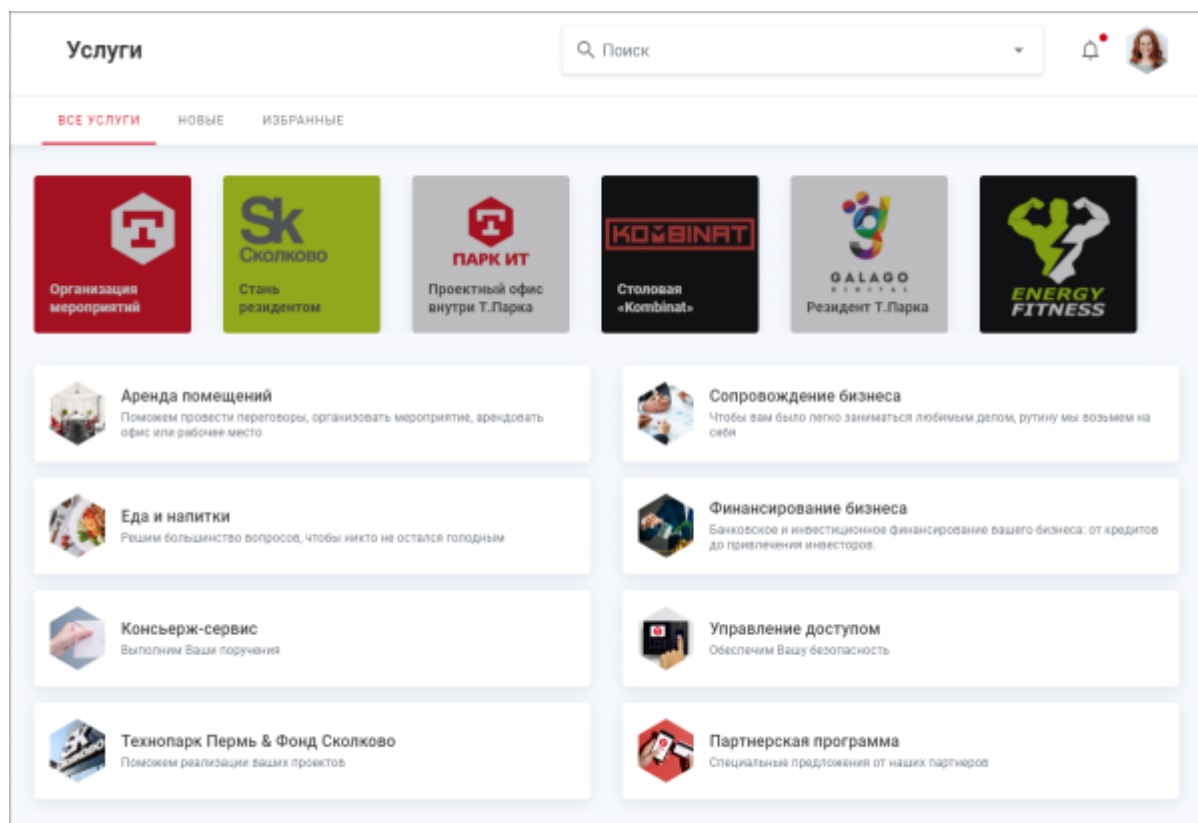 Услуги
Поиск
ВСЕ УСЛУГИ
НОВЫЕ
ИЗБРАННЫЕ
Организация
мероприятий
Sk
Сколково
Стань
резидентом
ПАРК ИТ
Проектный офис
внутри Т.Парка
KOMBINAT
Столовая
«Kombinat»
GALAGO
DIGITAL
Резидент Т.Парка
ENERGY
FITNESS
Аренда помещений
Поможем провести переговоры, организовать мероприятие, арендовать
офис или рабочее место
Сопровождение бизнеса
Чтобы вам было легко заниматься любимым делом, рутину мы возьмем на
себя
Еда и напитки
Решим большинство вопросов, чтобы никто не остался голодным
Финансирование бизнеса
Банковское и инвестиционное финансирование вашего бизнеса: от кредитов
до привлечения инвесторов.
Консьерж-сервис
Выполним Ваши поручения
Управление доступом
Обеспечим Вашу безопасность
Технопарк Пермь & Фонд Сколково
Поможем реализации ваших проектов
Партнерская программа
Специальные предложения от наших партнеров